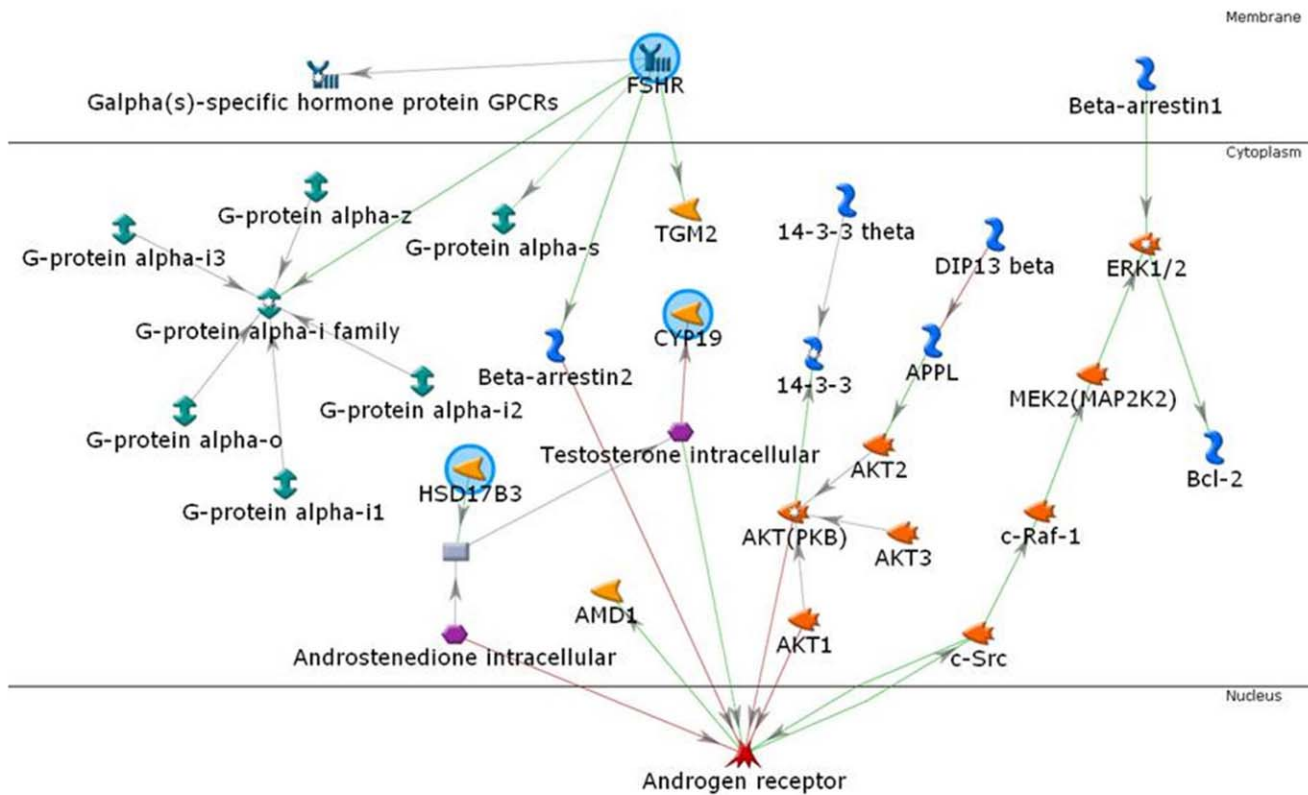 Membrane
FSHR
Galpha(s)-specific hormone protein GPCRs
Beta-arrestin1
Cytoplasm
G-protein alpha-z
14-3-3 theta
TGM2
G-protein alpha-s
G-protein alpha-i3
DIP13 beta
ERK1/2
G-protein alpha-i family
CYP19
Beta-arrestin2
APPL
14-3-3
MEK2(MAP2K2)
G-protein alpha-i2
G-protein alpha-o
Testosterone intracellular
AKT2
Bcl-2
HSD17B3
G-protein alpha-i1
AKT(PKB)
c-Raf-1
AKT3
AMD1
AKT1
Androstenedione intracellular
c-Src
Nucleus
Androgen receptor